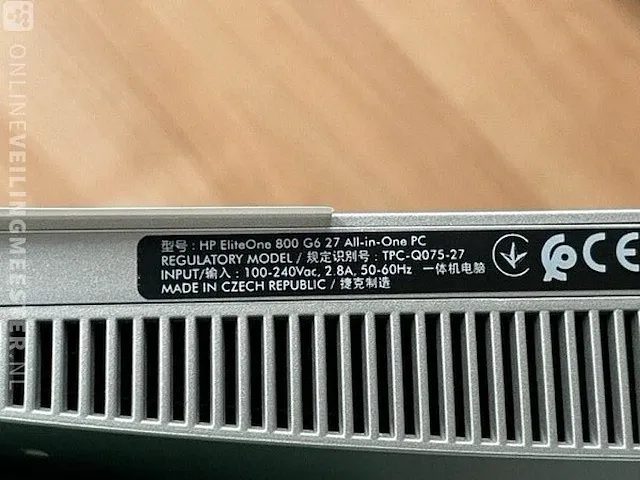 型号 : HP EliteOne 800 G6 27 All-in-One PC
REGULATORY MODEL / 规定识别号 : TPC-Q075-27
INPUT/输入 : 100-240Vac, 2.8A, 50-60Hz 一体机电脑
MADE IN CZECH REPUBLIC / 捷克制造
CE
ONLINEVEILINGMEESTER.NL